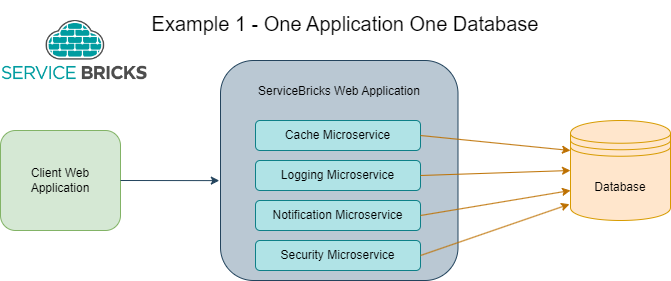 Example 1 - One Application One Database
SERVICE BRICKS
ServiceBricks Web Application
Cache Microservice
Logging Microservice
Notification Microservice
Security Microservice
Client Web
Application
Database